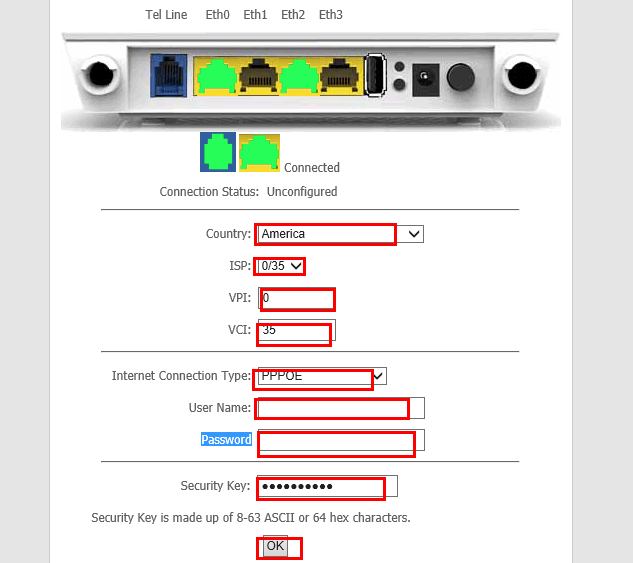 Tel Line Eth0 Eth1 Eth2 Eth3
Connected
Connection Status: Unconfigured
Country: America
ISP: 0/35
VPI: 0
VCI: 35
Internet Connection Type: PPPOE
User Name:
Password
Security Key: ●●●●●●●●●●
Security Key is made up of 8-63 ASCII or 64 hex characters.
OK